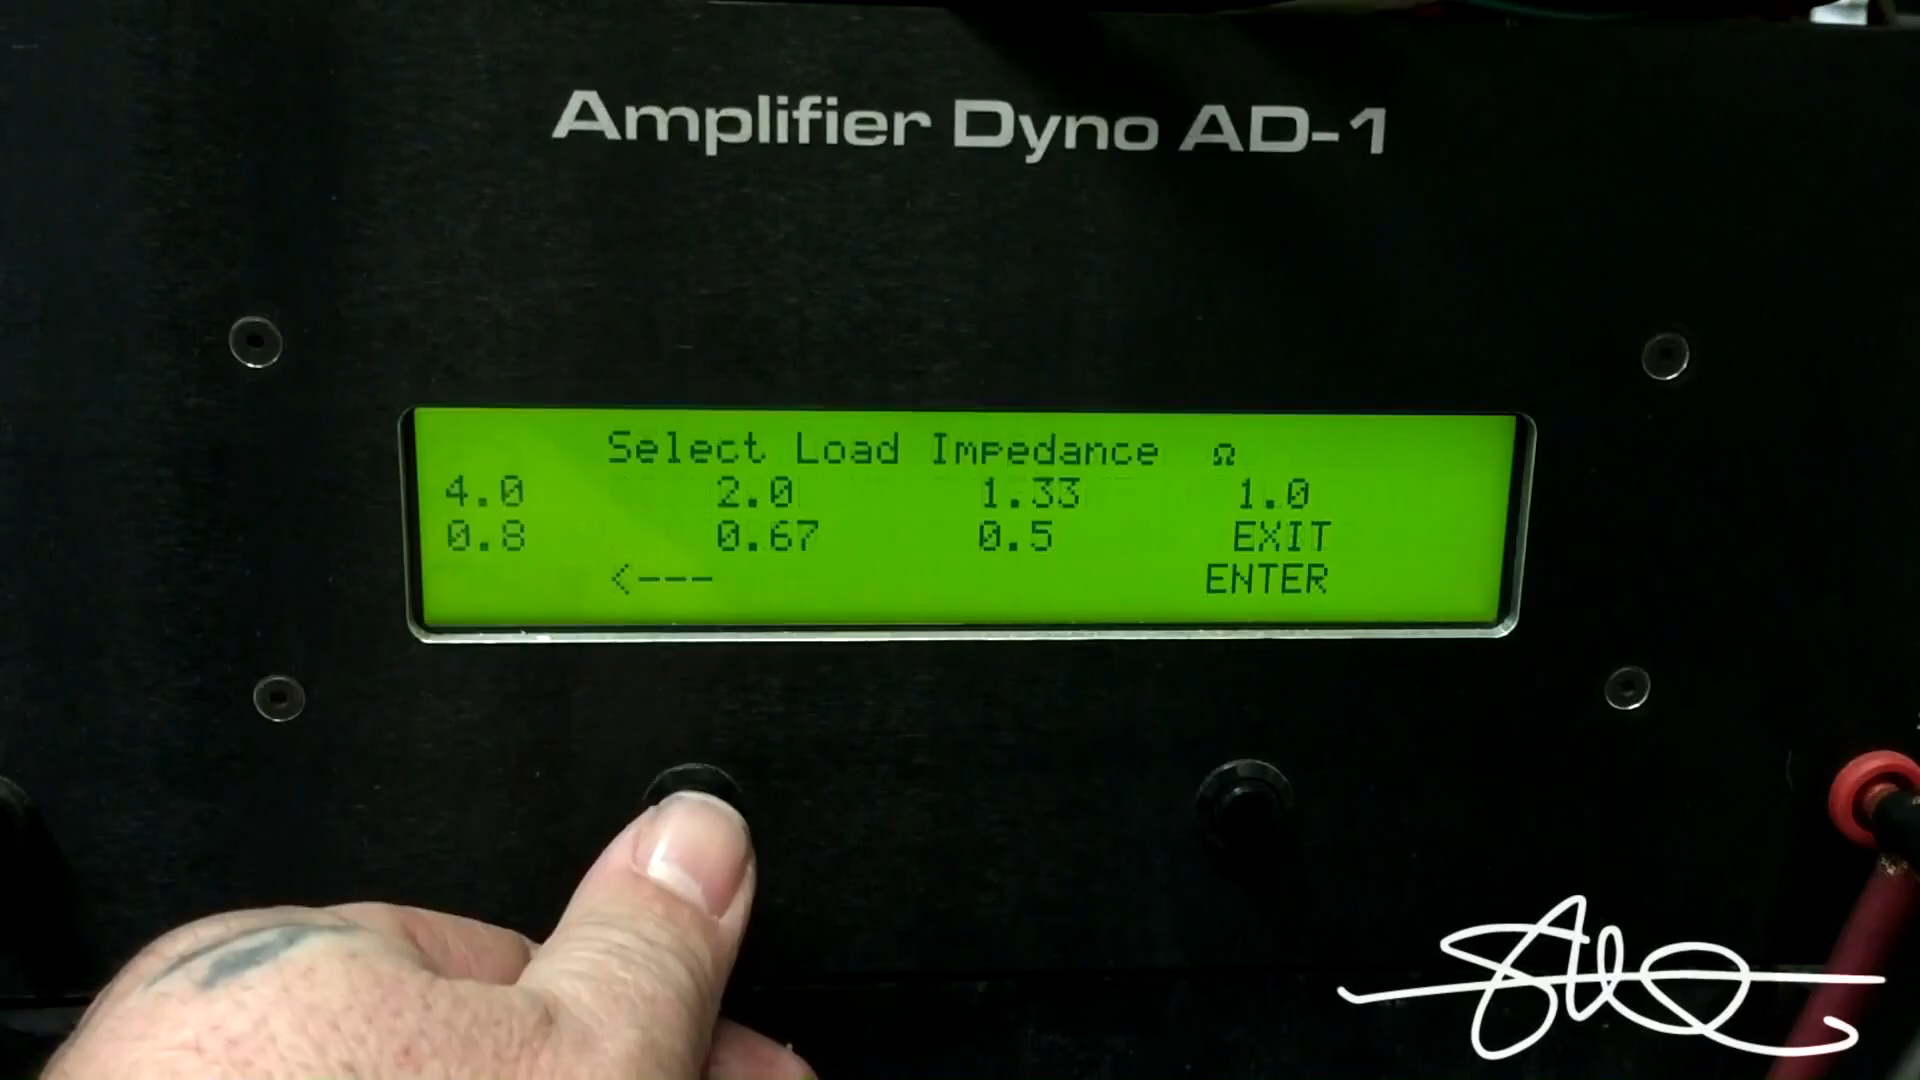 Amplifier Dyno AD-1
Select Load Impedance Ω
4.0 2.0 1.33 1.0
0.8 0.67 0.5 EXIT
<--- ENTER